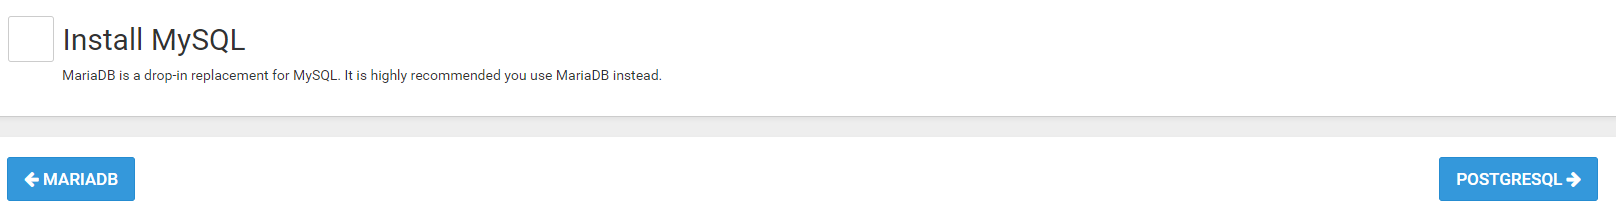 Install MySQL
MariaDB is a drop-in replacement for MySQL. It is highly recommended you use MariaDB instead.
MARIADB
POSTGRESQL